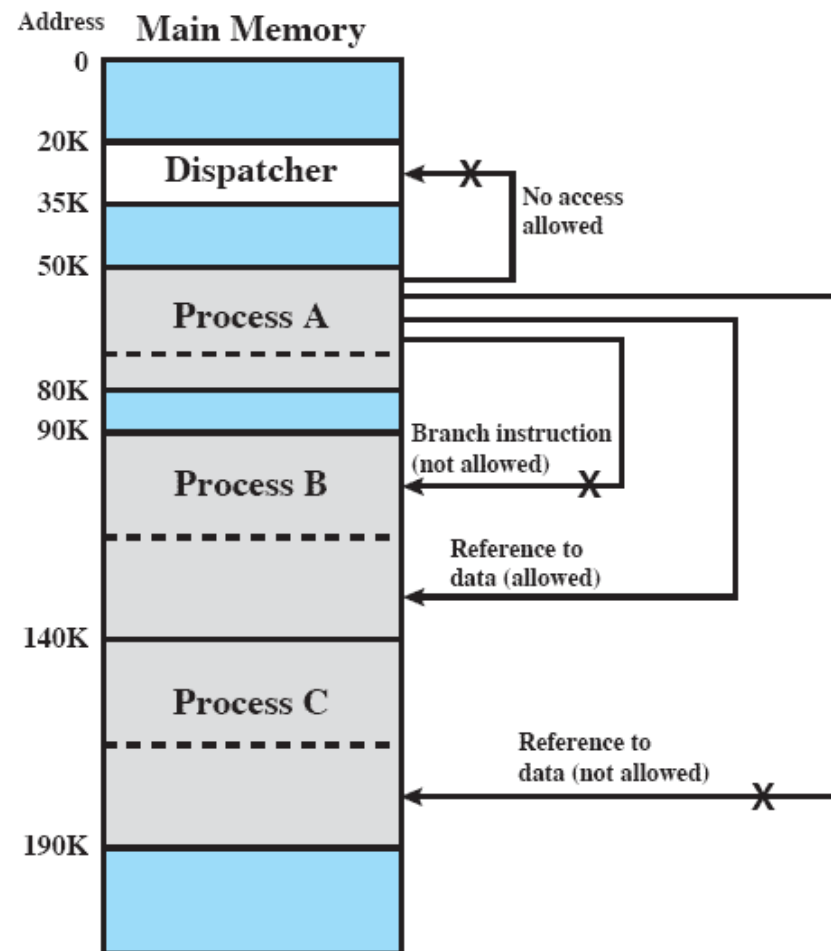 Address
Main Memory
0
20K
Dispatcher
35K
No access
allowed
50K
Process A
80K
90K
Branch instruction
(not allowed)
Process B
Reference to
data (allowed)
140K
Process C
Reference to
data (not allowed)
190K